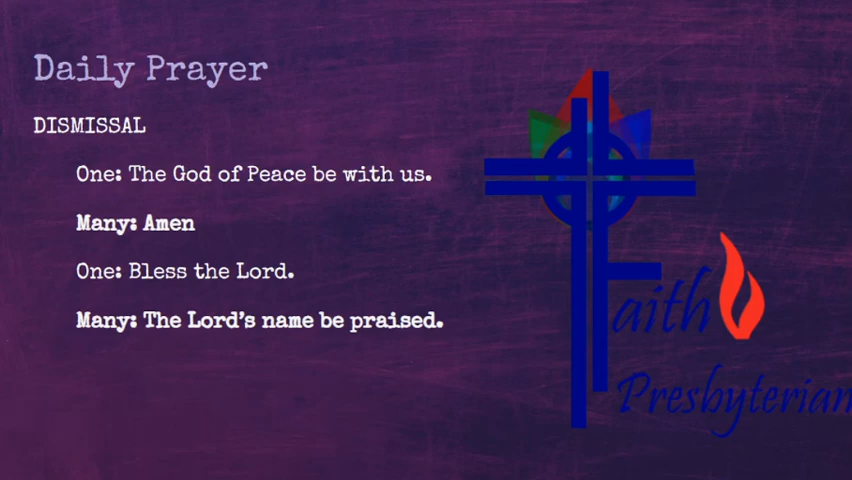 Daily Prayer
DISMISSAL
One: The God of Peace be with us.
Many: Amen
One: Bless the Lord.
Many: The Lord's name be praised.
Faith
Presbyterian